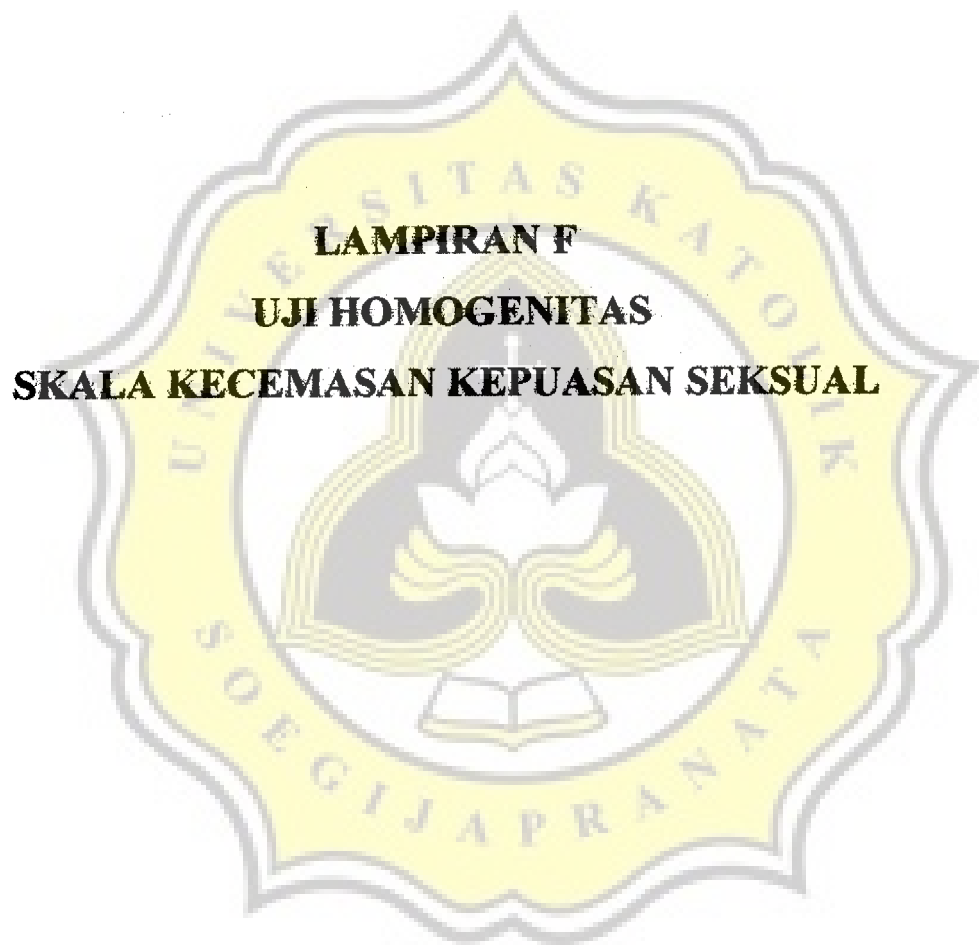 LAMPIRAN F
UJI HOMOGENITAS
SKALA KECEMASAN KEPUASAN SEKSUAL
UNIVERSITAS KATOLIK
SOEGIJAPRANATA